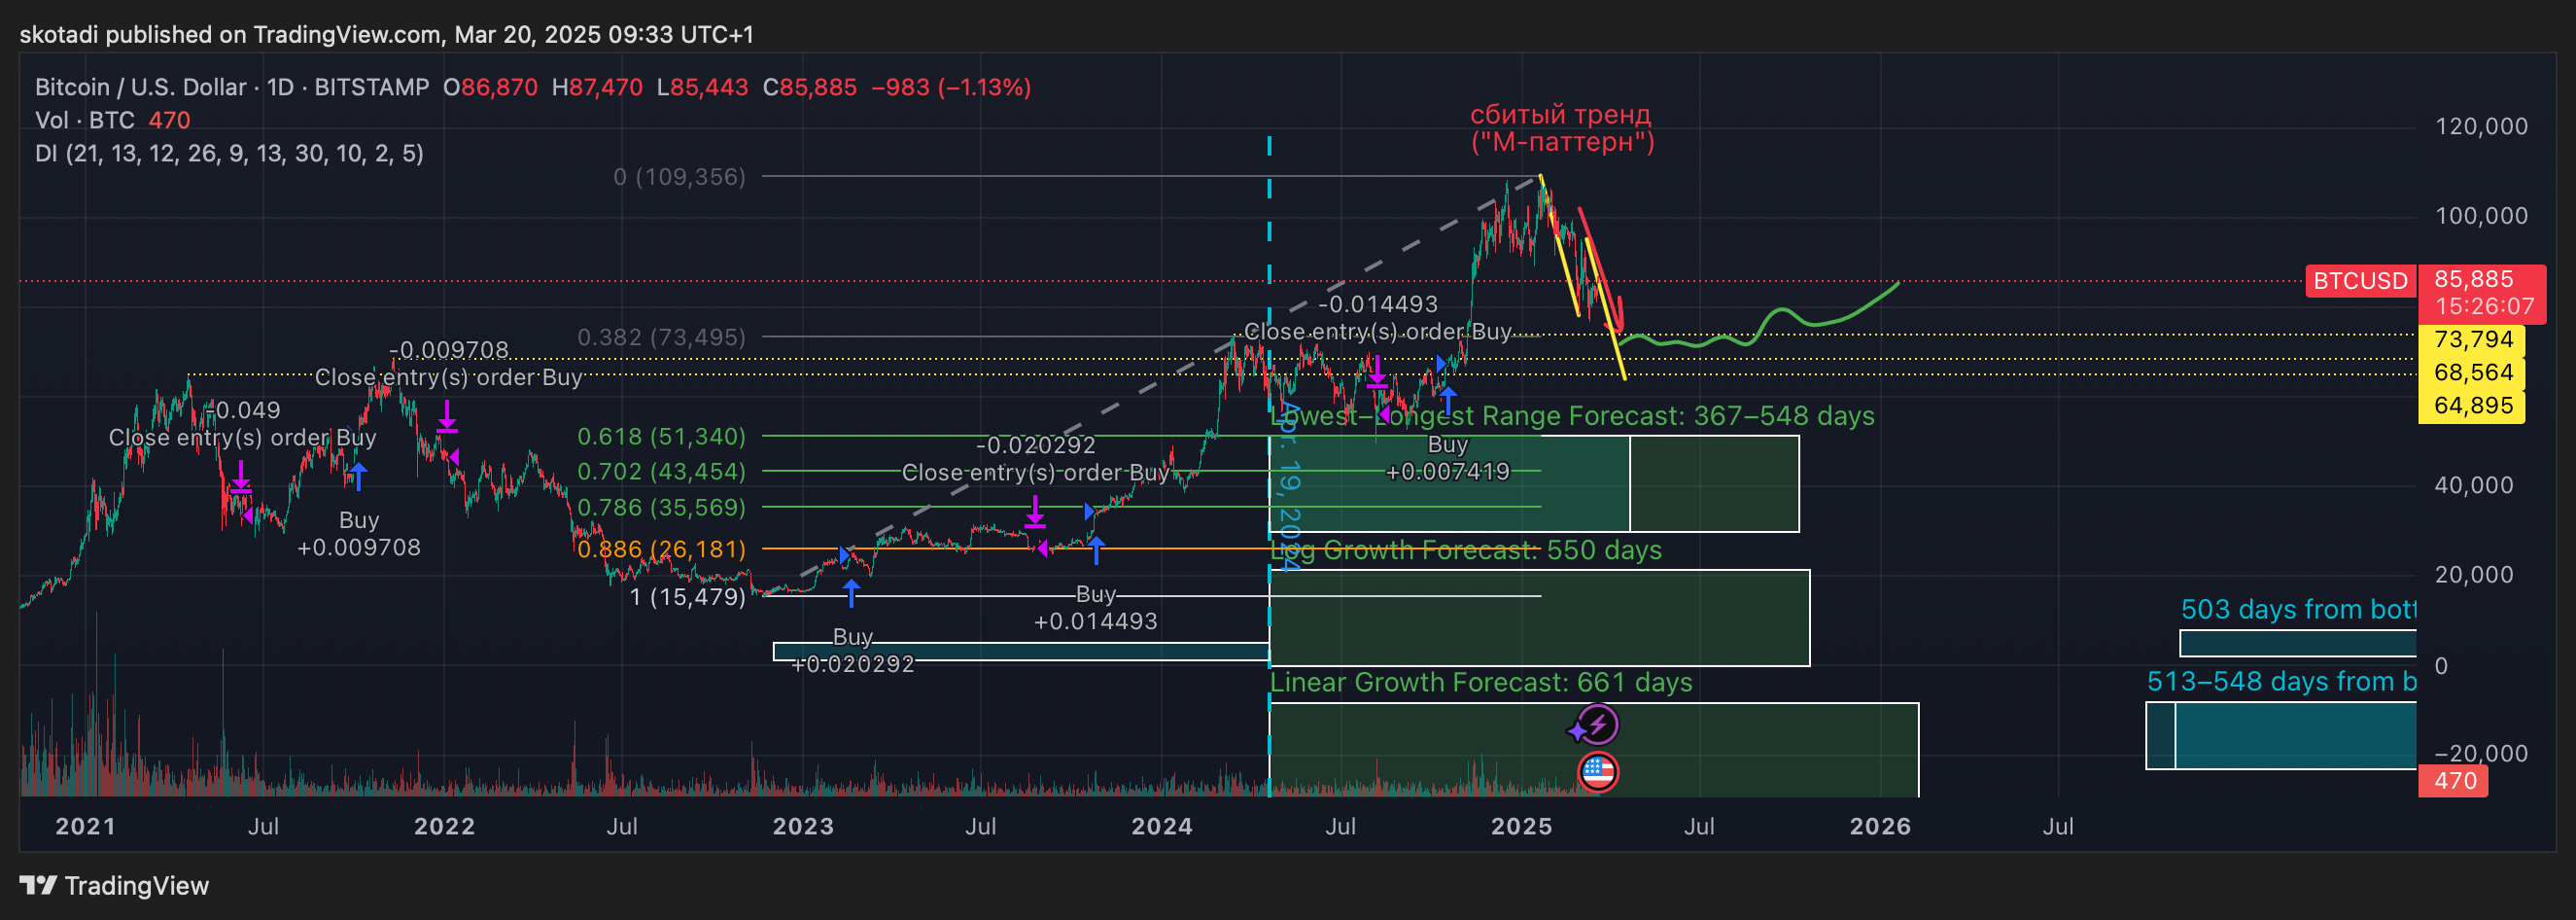 skotadi published on TradingView.com, Mar 20, 2025 09:33 UTC+1
Bitcoin / U.S. Dollar · 1D · BITSTAMP O86,870 H87,470 L85,443 C85,885 −983 (−1.13%)
Vol · BTC 470
DI (21, 13, 12, 26, 9, 13, 30, 10, 2, 5)
сбитый тренд
("М-паттерн")
120,000
100,000
40,000
20,000
0
−20,000
BTCUSD
85,885
15:26:07
73,794
68,564
64,895
470
0 (109,356)
0.382 (73,495)
0.618 (51,340)
0.702 (43,454)
0.786 (35,569)
0.886 (26,181)
1 (15,479)
-0.049
Close entry(s) order Buy
-0.009708
Close entry(s) order Buy
Buy
+0.009708
-0.020292
Close entry(s) order Buy
Buy
+0.020292
-0.014493
Close entry(s) order Buy
Buy
+0.014493
Buy
+0.007419
Apr. 19, 2024
Lowest–Longest Range Forecast: 367–548 days
Log Growth Forecast: 550 days
Linear Growth Forecast: 661 days
503 days from bott
513–548 days from b
2021 Jul 2022 Jul 2023 Jul 2024 Jul 2025 Jul 2026 Jul
TradingView